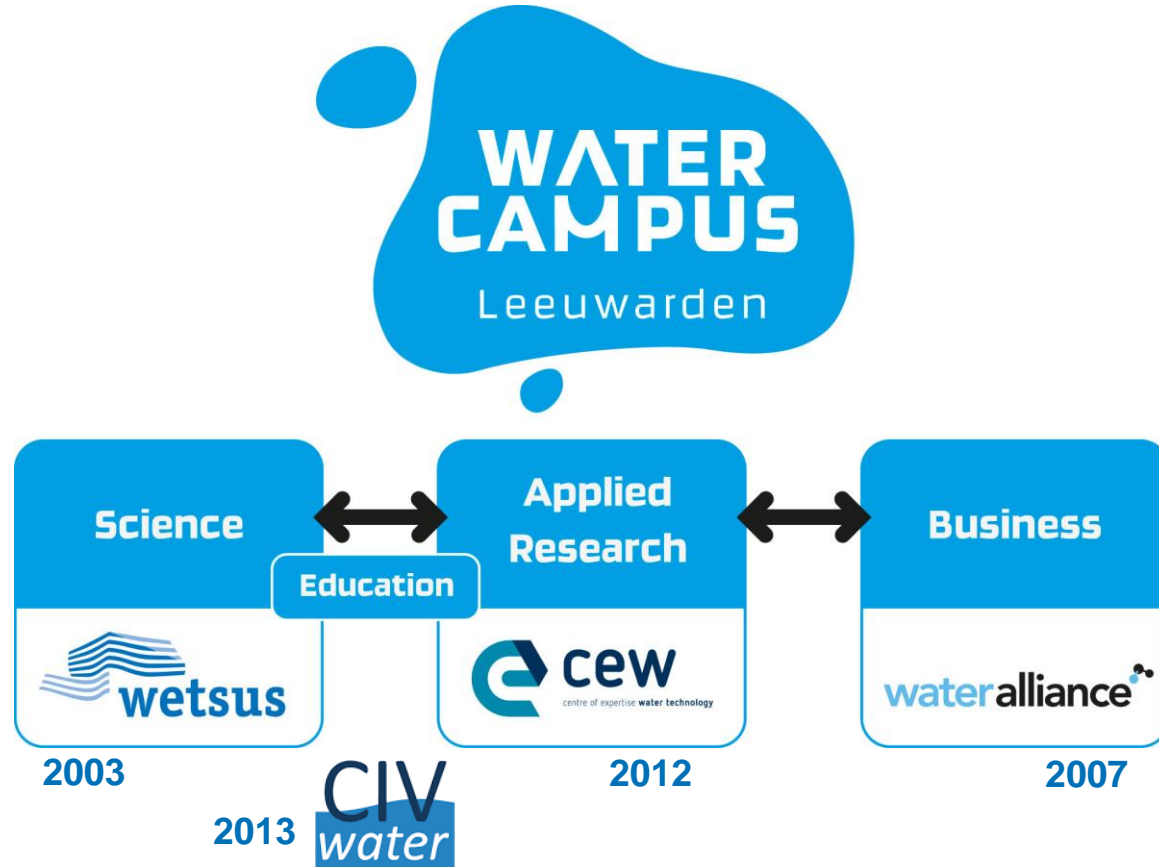 WATER
CAMPUS
Leeuwarden
Science
Education
Applied
Research
Business
wetsus
cew
centre of expertise water technology
wateralliance
2003
2012
2007
2013
CIV
water